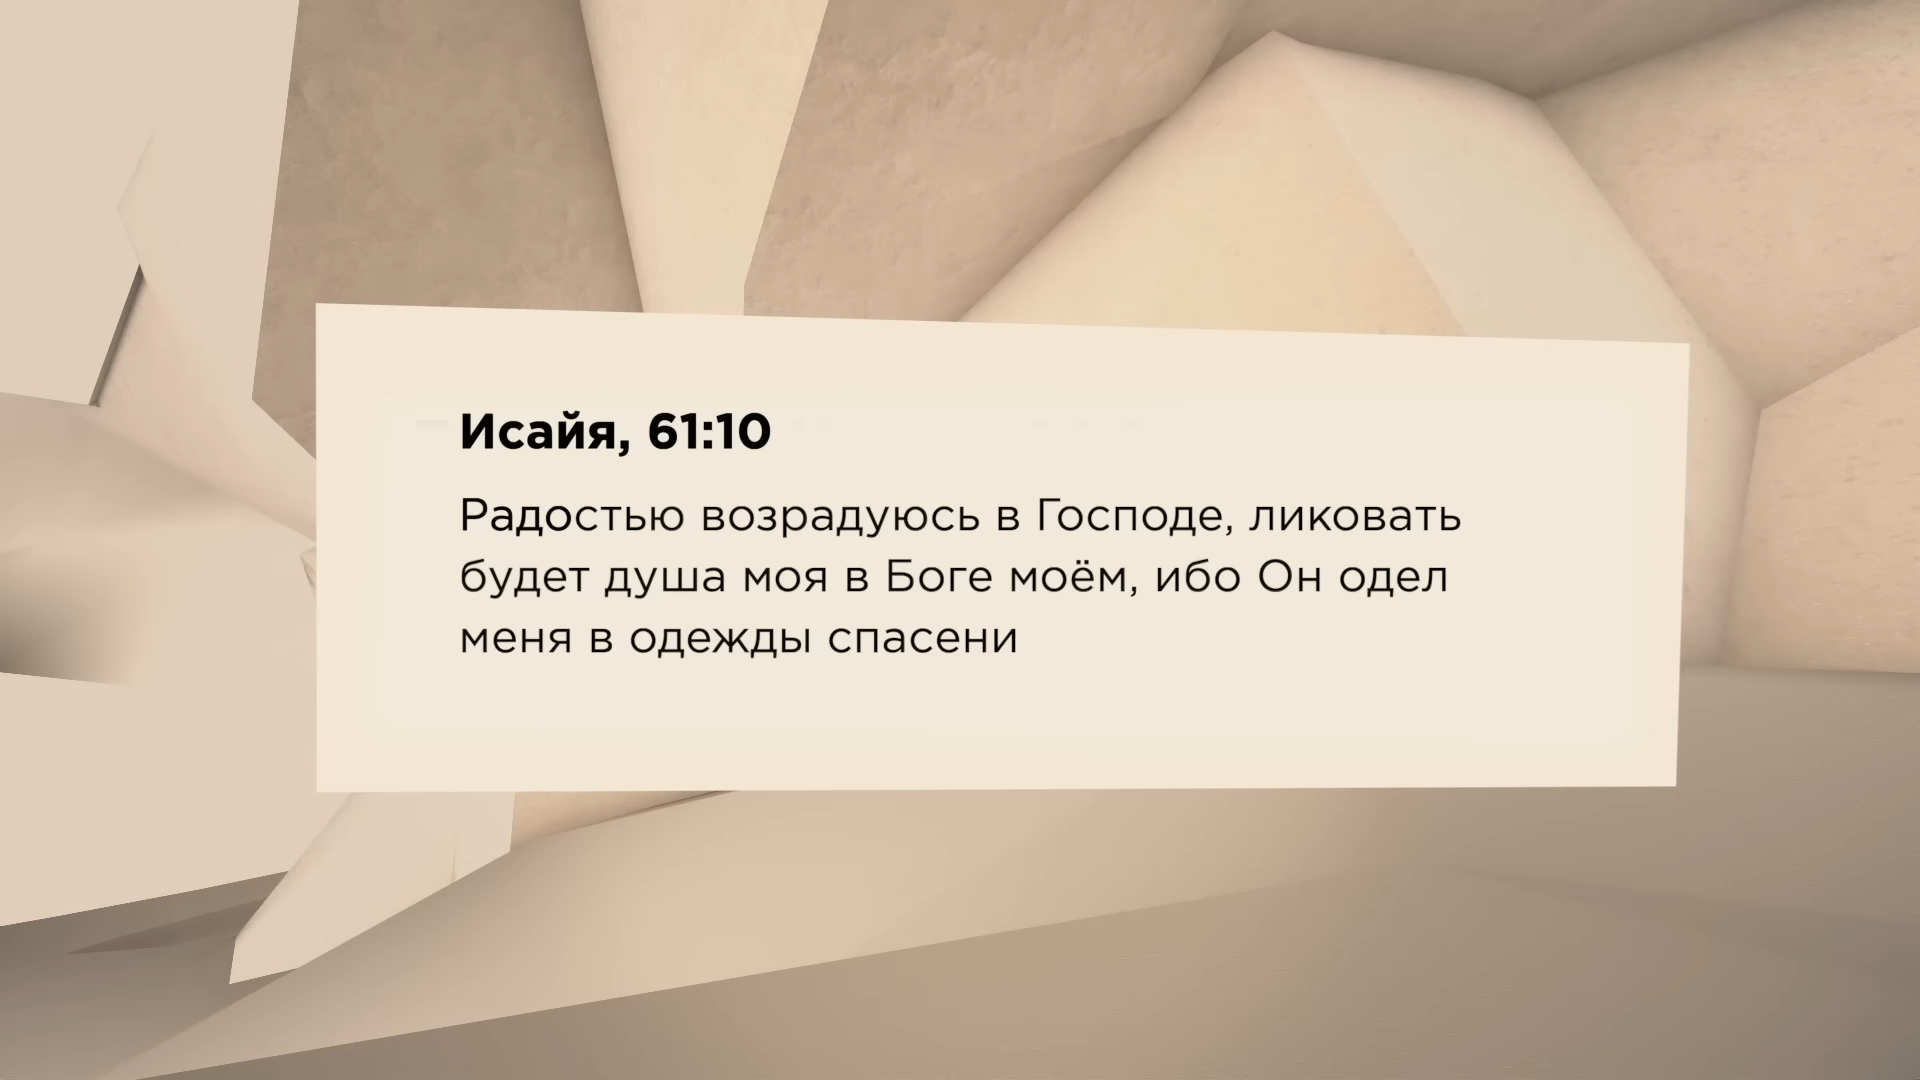 Исайя, 61:10
Радостью возрадуюсь в Господе, ликовать
будет душа моя в Боге моём, ибо Он одел
меня в одежды спасени